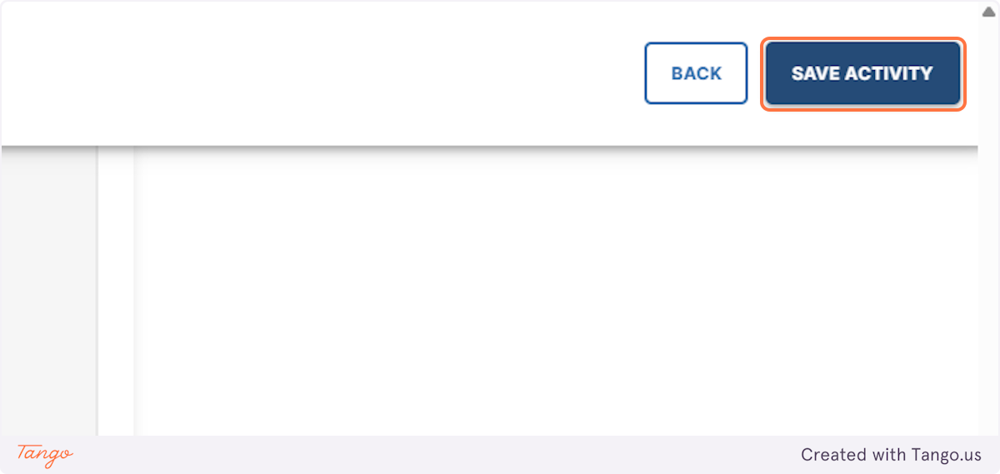 BACK
SAVE ACTIVITY
Tango
Created with Tango.us